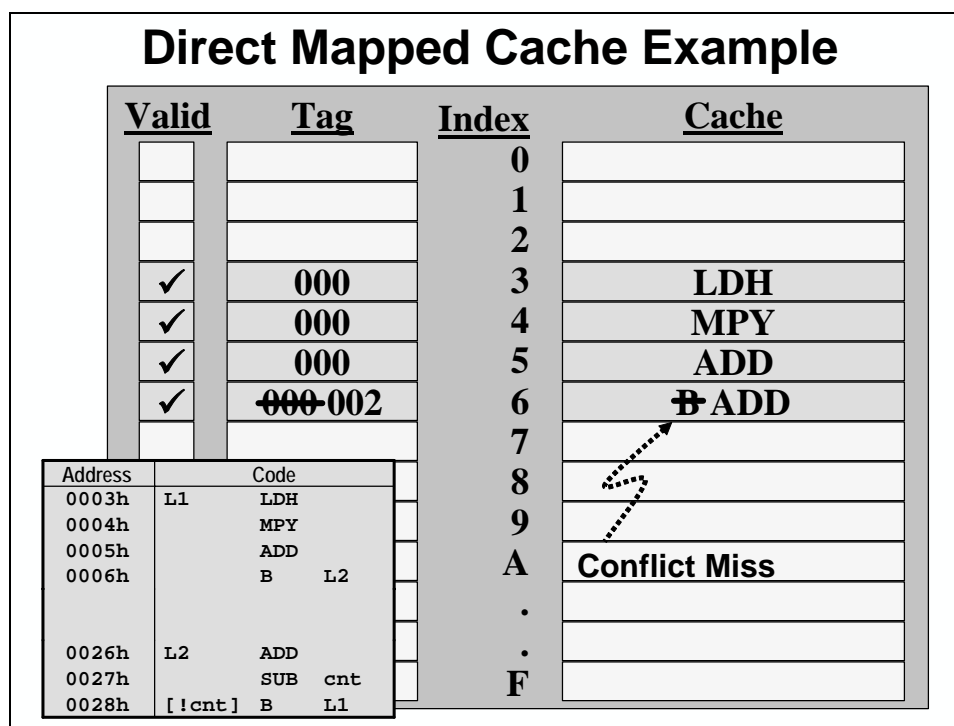 Direct Mapped Cache Example
Valid Tag Index Cache
0
1
2
✓ 000 3 LDH
✓ 000 4 MPY
✓ 000 5 ADD
✓ 000 002 6 B ADD
7
8
9
A Conflict Miss
.
.
F
Address Code
0003h L1 LDH
0004h MPY
0005h ADD
0006h B L2
0026h L2 ADD
0027h SUB cnt
0028h [!cnt] B L1